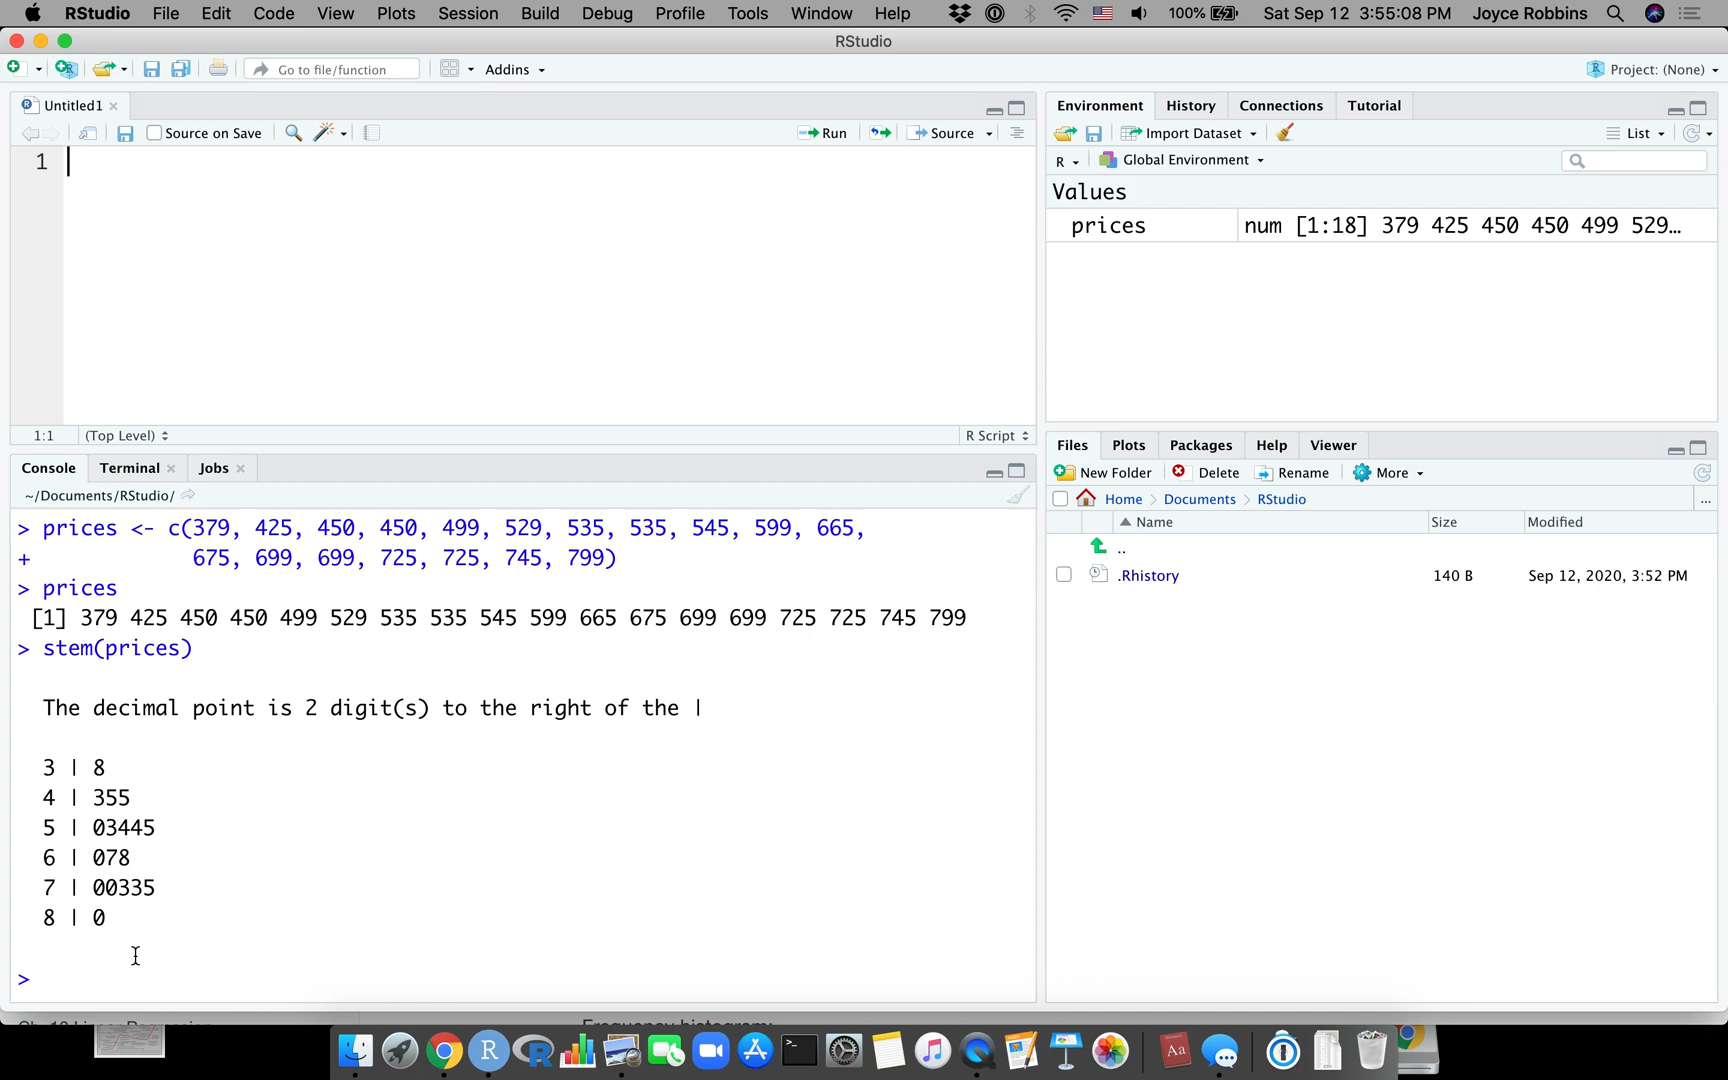 RStudio File Edit Code View Plots Session Build Debug Profile Tools Window Help 100% Sat Sep 12 3:55:08 PM Joyce Robbins
RStudio
Go to file/function Addins Project: (None)
Untitled1
Source on Save Run Source
1
1:1 (Top Level) R Script
Environment History Connections Tutorial
Import Dataset List
R Global Environment
Values
prices num [1:18] 379 425 450 450 499 529…
Console Terminal Jobs
~/Documents/RStudio/
> prices <- c(379, 425, 450, 450, 499, 529, 535, 535, 545, 599, 665,
+ 675, 699, 699, 725, 725, 745, 799)
> prices
[1] 379 425 450 450 499 529 535 535 545 599 665 675 699 699 725 725 745 799
> stem(prices)
The decimal point is 2 digit(s) to the right of the |
3 | 8
4 | 355
5 | 03445
6 | 078
7 | 00335
8 | 0
>
Files Plots Packages Help Viewer
New Folder Delete Rename More
Home > Documents > RStudio ...
Name Size Modified
..
.Rhistory 140 B Sep 12, 2020, 3:52 PM
Aa